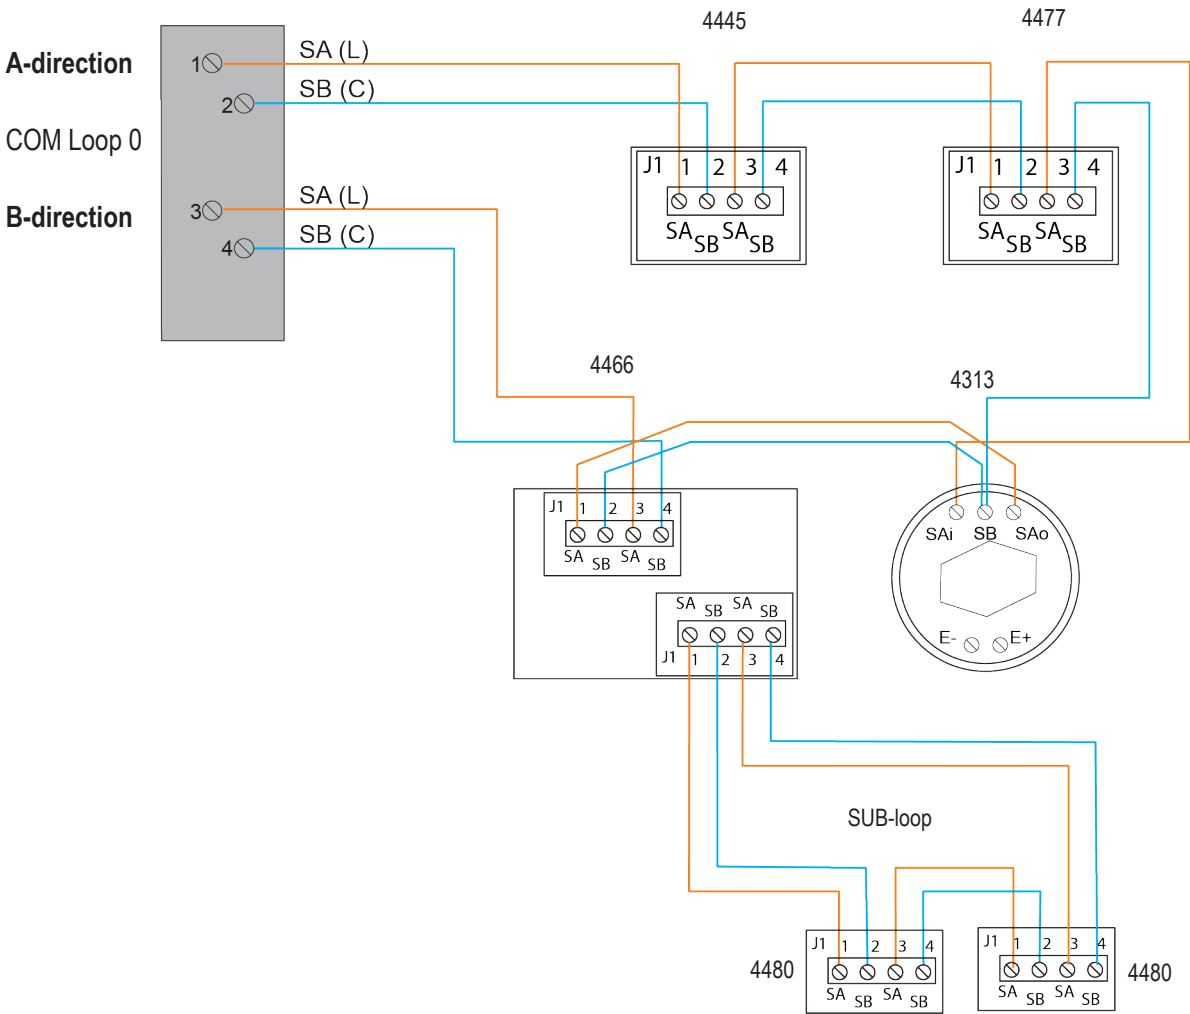 4445
4477
A-direction
1
SA (L)
2
SB (C)
COM Loop 0
B-direction
3
SA (L)
4
SB (C)
J1 1 2 3 4
SA SB SA SB
J1 1 2 3 4
SA SB SA SB
4466
4313
J1 1 2 3 4
SA SB SA SB
SAi SB SAo
E- E+
SA SB SA SB
J1 1 2 3 4
SUB-loop
J1 1 2 3 4
SA SB SA SB
4480
J1 1 2 3 4
SA SB SA SB
4480